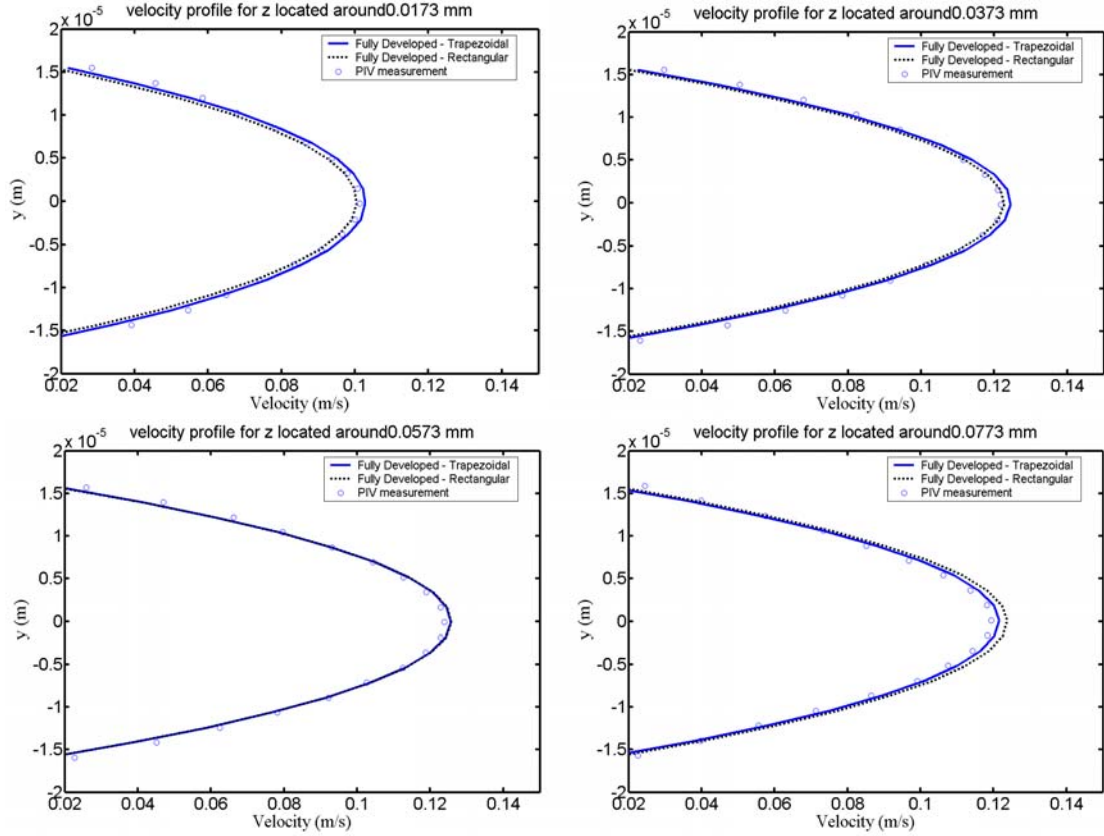 velocity profile for z located around0.0173 mm
2 x 10 -5
Fully Developed - Trapezoidal
Fully Developed - Rectangular
PIV measurement
1.5
1
0.5
0
-0.5
-1
-1.5
-2
y (m)
0.02 0.04 0.06 0.08 0.1 0.12 0.14
Velocity (m/s)
velocity profile for z located around0.0373 mm
2 x 10 -5
Fully Developed - Trapezoidal
Fully Developed - Rectangular
PIV measurement
1.5
1
0.5
0
-0.5
-1
-1.5
-2
y (m)
0.02 0.04 0.06 0.08 0.1 0.12 0.14
Velocity (m/s)
velocity profile for z located around0.0573 mm
2 x 10 -5
Fully Developed - Trapezoidal
Fully Developed - Rectangular
PIV measurement
1.5
1
0.5
0
-0.5
-1
-1.5
-2
y (m)
0.02 0.04 0.06 0.08 0.1 0.12 0.14
Velocity (m/s)
velocity profile for z located around0.0773 mm
2 x 10 -5
Fully Developed - Trapezoidal
Fully Developed - Rectangular
PIV measurement
1.5
1
0.5
0
-0.5
-1
-1.5
-2
y (m)
0.02 0.04 0.06 0.08 0.1 0.12 0.14
Velocity (m/s)